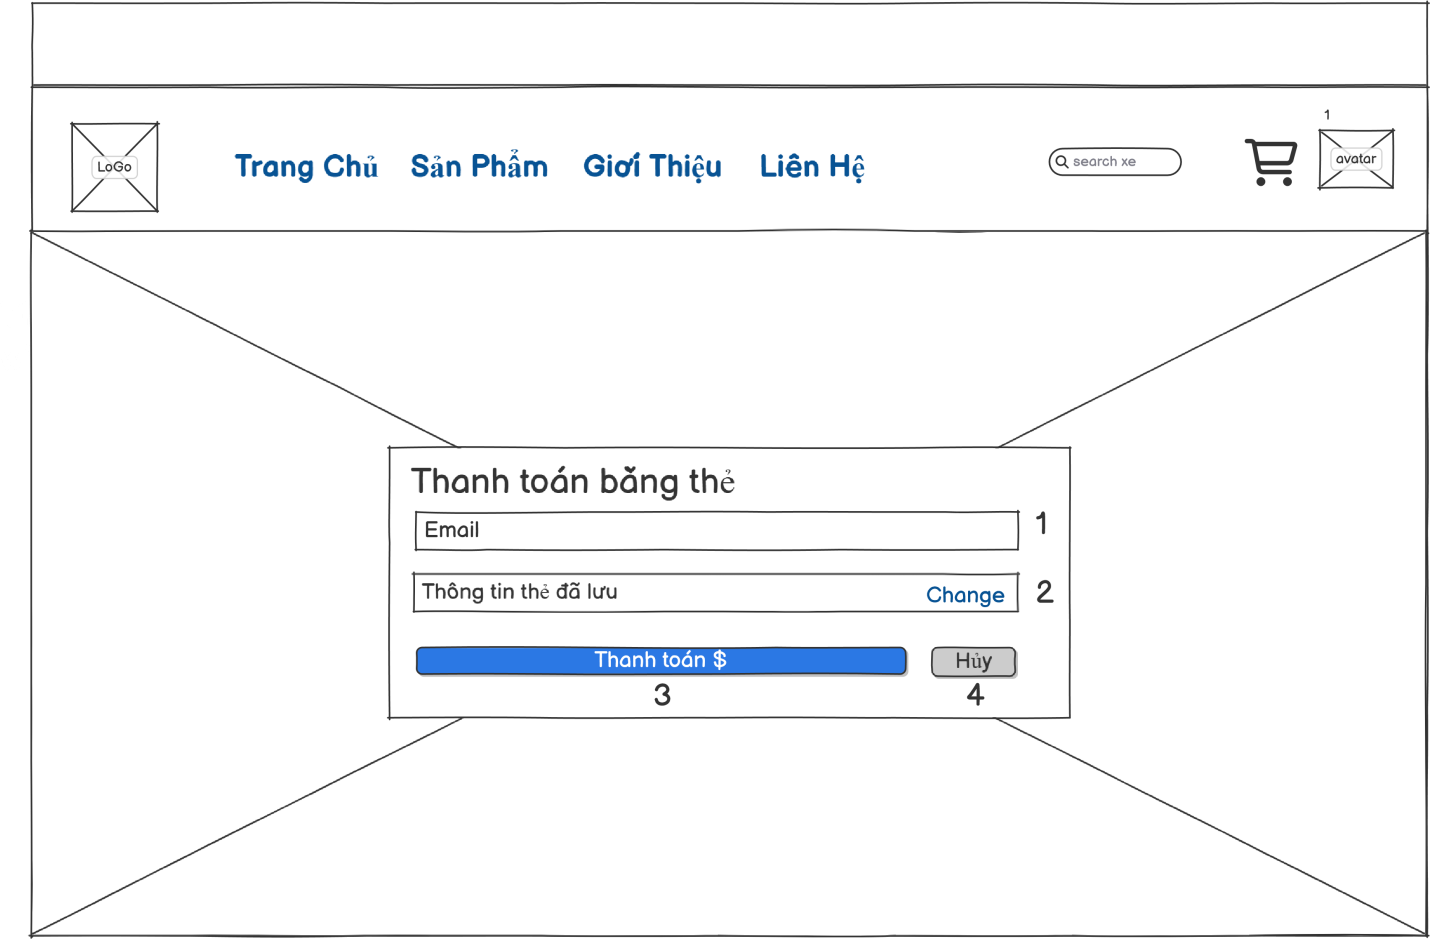 1
LoGo
Trang Chủ Sản Phẩm Giới Thiệu Liên Hệ
search xe
avatar
Thanh toán bằng thẻ
Email
1
Thông tin thẻ đã lưu
Change
2
Thanh toán $
Hủy
3
4